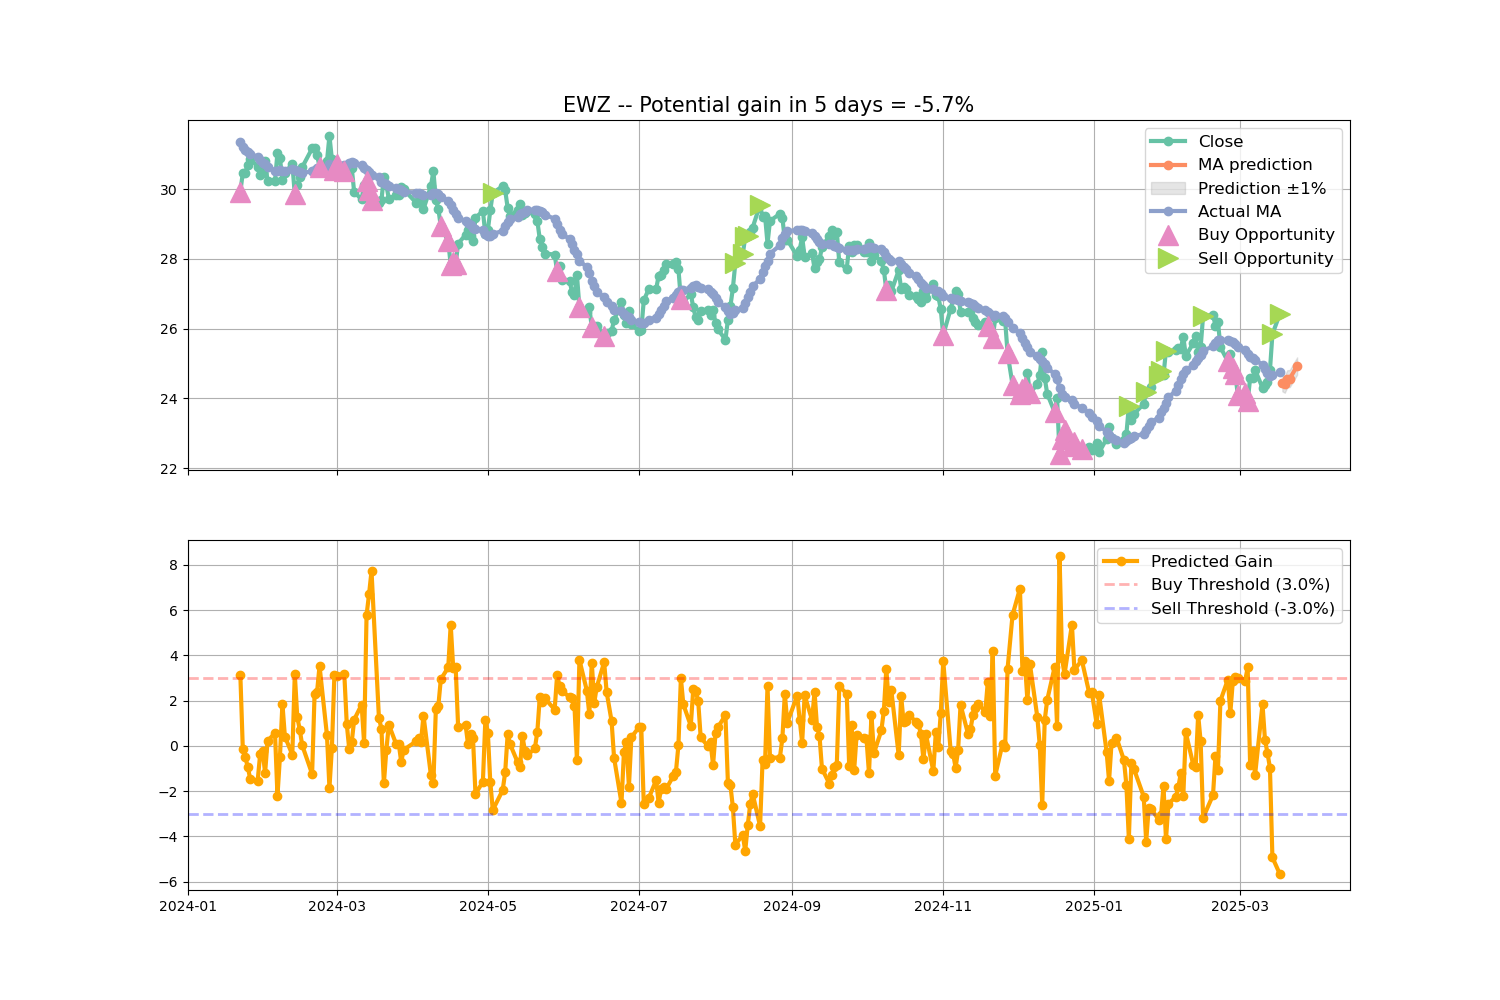 EWZ -- Potential gain in 5 days = -5.7%
Close
MA prediction
Prediction ±1%
Actual MA
Buy Opportunity
Sell Opportunity
30
28
26
24
22
Predicted Gain
Buy Threshold (3.0%)
Sell Threshold (-3.0%)
8
6
4
2
0
−2
−4
−6
2024-01 2024-03 2024-05 2024-07 2024-09 2024-11 2025-01 2025-03